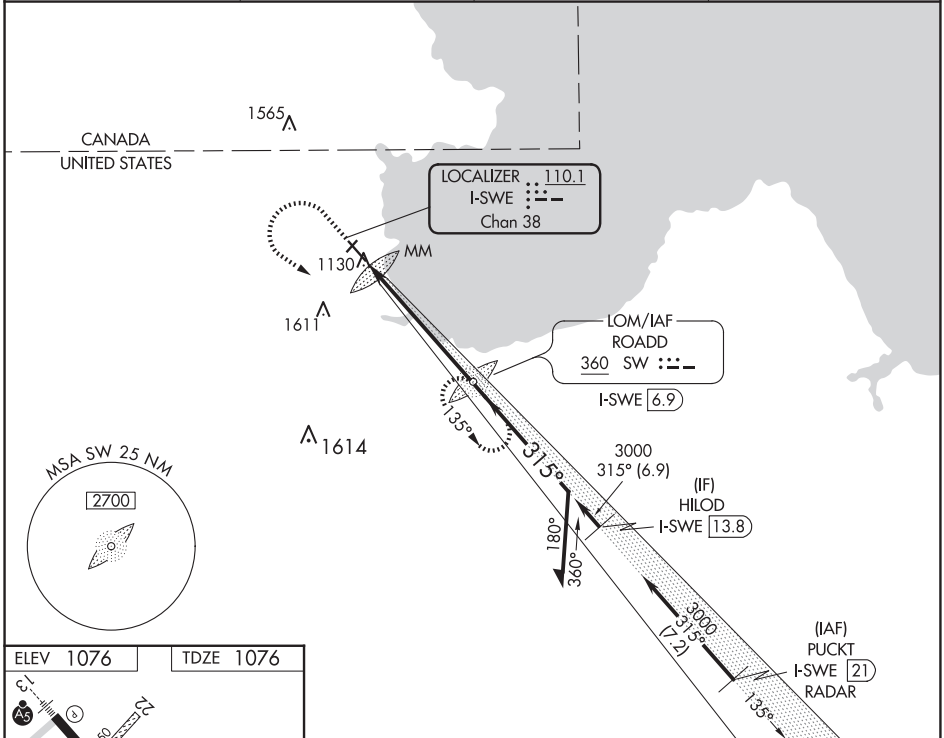 1565
CANADA
UNITED STATES
LOCALIZER 110.1
I-SWE
Chan 38
MM
1130
1611
LOM/IAF
ROADD
360 SW
I-SWE 6.9
135°
1614
315°
3000
315° (6.9)
(IF)
HILOD
I-SWE 13.8
MSA SW 25 NM
2700
180°
360°
3000
315°
(7.2)
(IAF)
PUCKT
I-SWE 21
RADAR
135°
ELEV 1076
TDZE 1076
13
A5
P
22
50